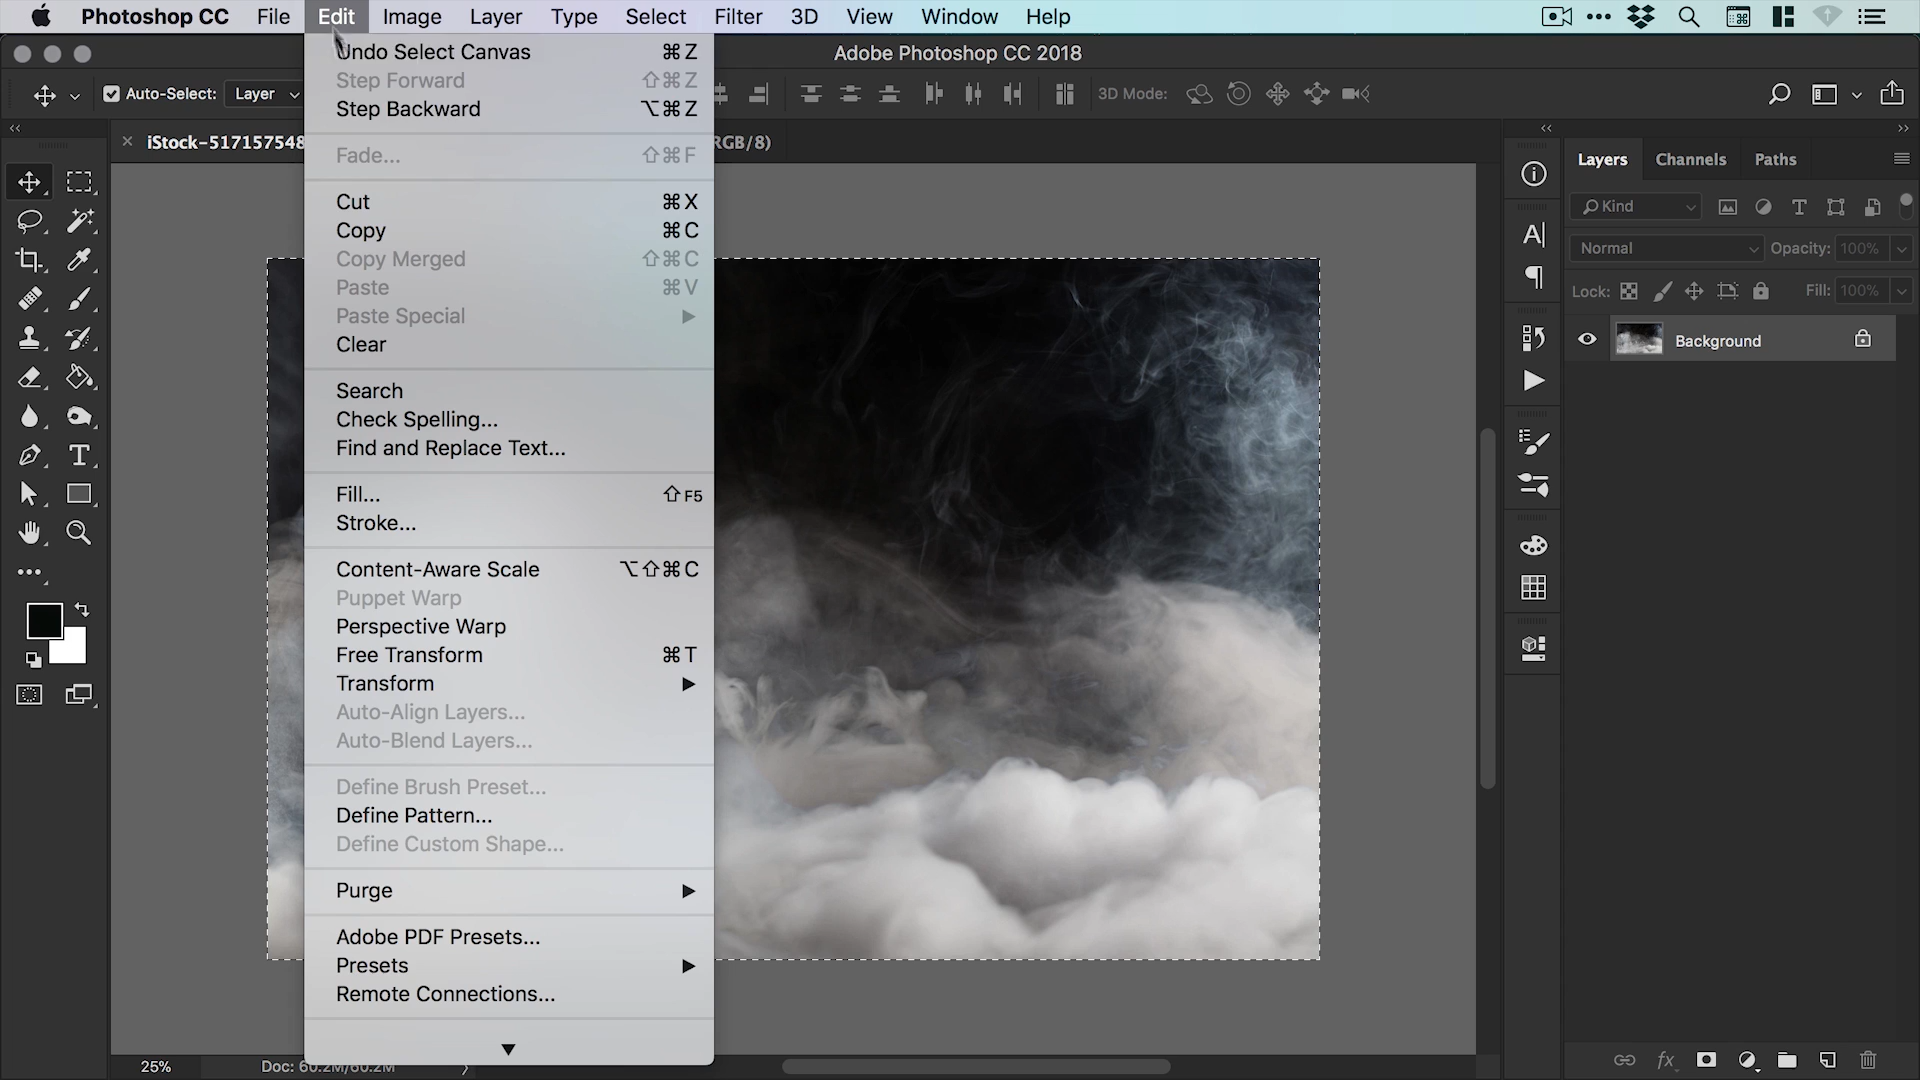 Photoshop CC File Edit Image Layer Type Select Filter 3D View Window Help
Adobe Photoshop CC 2018
Auto-Select: Layer 3D Mode:
iStock-517157548 RGB/8)
Undo Select Canvas ⌘Z
Step Forward ⇧⌘Z
Step Backward ⌥⌘Z
Fade... ⇧⌘F
Cut ⌘X
Copy ⌘C
Copy Merged ⇧⌘C
Paste ⌘V
Paste Special
Clear
Search
Check Spelling...
Find and Replace Text...
Fill... ⇧F5
Stroke...
Content-Aware Scale ⌥⇧⌘C
Puppet Warp
Perspective Warp
Free Transform ⌘T
Transform
Auto-Align Layers...
Auto-Blend Layers...
Define Brush Preset...
Define Pattern...
Define Custom Shape...
Purge
Adobe PDF Presets...
Presets
Remote Connections...
Layers Channels Paths
Kind
Normal Opacity: 100%
Lock: Fill: 100%
Background
25% Doc: 60.2M/60.2M
fx